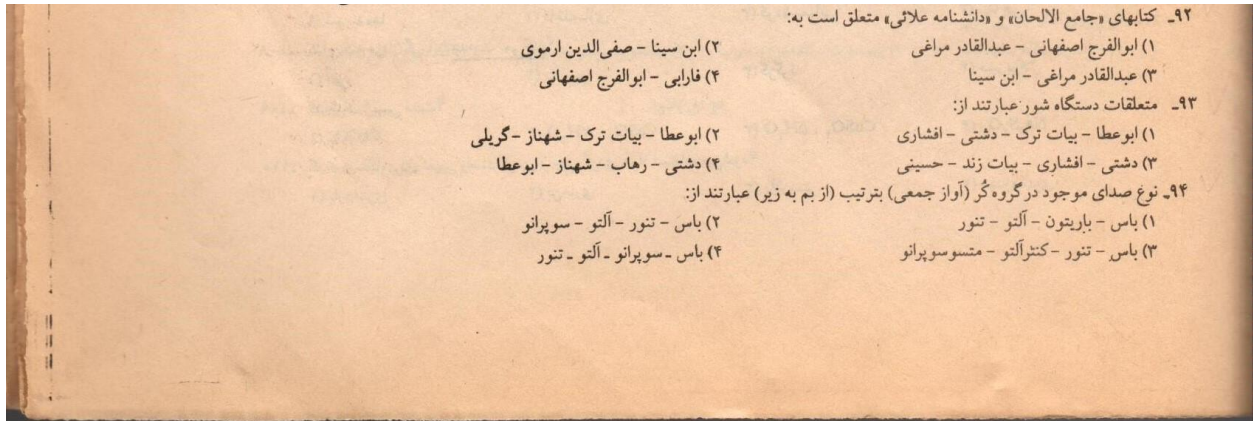 ۹۲ـ کتابهای «جامع الالحان» و «دانشنامه علائی» متعلق است به:
۱) ابوالفرج اصفهانی – عبدالقادر مراغی ۲) ابن سینا – صفی‌الدین ارموی
۳) عبدالقادر مراغی – ابن سینا ۴) فارابی – ابوالفرج اصفهانی
۹۳ـ متعلقات دستگاه شور عبارتند از:
۱) ابوعطا – بیات ترک – دشتی – افشاری ۲) ابوعطا – بیات ترک – شهناز – گریلی
۳) دشتی – افشاری – بیات زند – حسینی ۴) دشتی – رهاب – شهناز – ابوعطا
۹۴ـ نوع صدای موجود در گروه کُر (آواز جمعی) بترتیب (از بم به زیر) عبارتند از:
۱) باس – باریتون – آلتو – تنور ۲) باس – تنور – آلتو – سوپرانو
۳) باس – تنور – کنترآلتو – متسوسوپرانو ۴) باس ـ سوپرانو ـ آلتو ـ تنور